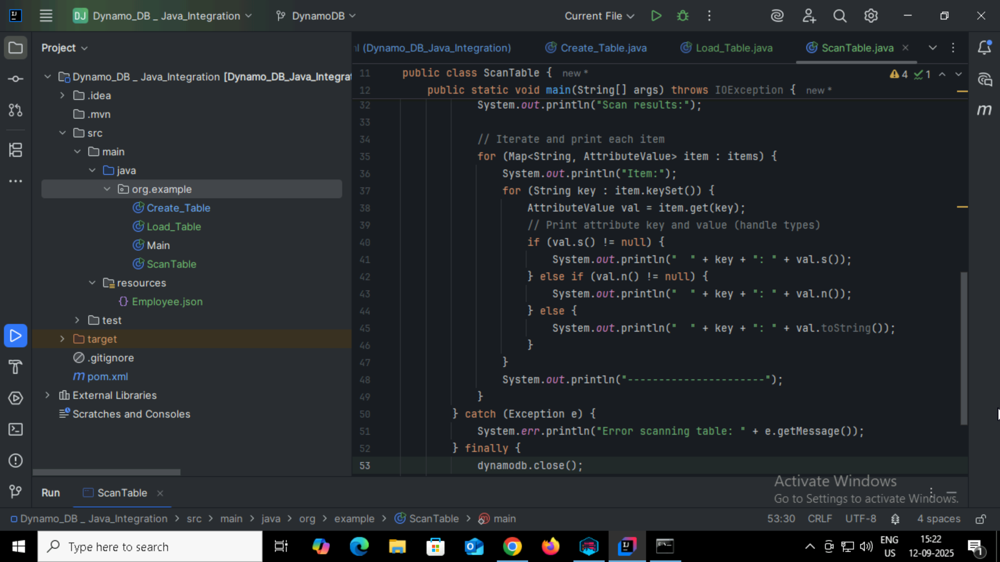 DJ Dynamo_DB _ Java_Integration
DynamoDB
Current File
Project
(Dynamo_DB_Java_Integration)
Create_Table.java
Load_Table.java
ScanTable.java
Dynamo_DB _ Java_Integration
.idea
.mvn
src
main
java
org.example
Create_Table
Load_Table
Main
ScanTable
resources
Employee.json
test
target
.gitignore
m pom.xml
External Libraries
Scratches and Consoles
4 1
m
11 public class ScanTable { new *
12 public static void main(String[] args) throws IOException { new *
32 System.out.println("Scan results:");
33
34 // Iterate and print each item
35 for (Map<String, AttributeValue> item : items) {
36 System.out.println("Item:");
37 for (String key : item.keySet()) {
38 AttributeValue val = item.get(key);
39 // Print attribute key and value (handle types)
40 if (val.s() != null) {
41 System.out.println("  " + key + ": " + val.s());
42 } else if (val.n() != null) {
43 System.out.println("  " + key + ": " + val.n());
44 } else {
45 System.out.println("  " + key + ": " + val.toString());
46 }
47 }
48 System.out.println("----------------------");
49 }
50 } catch (Exception e) {
51 System.err.println("Error scanning table: " + e.getMessage());
52 } finally {
53 dynamodb.close();
Activate Windows
Go to Settings to activate Windows.
Run
ScanTable
Dynamo_DB _ Java_Integration > src > main > java > org > example > ScanTable > main
53:30 CRLF UTF-8 4 spaces
Type here to search
ENG
US
15:22
12-09-2025
1